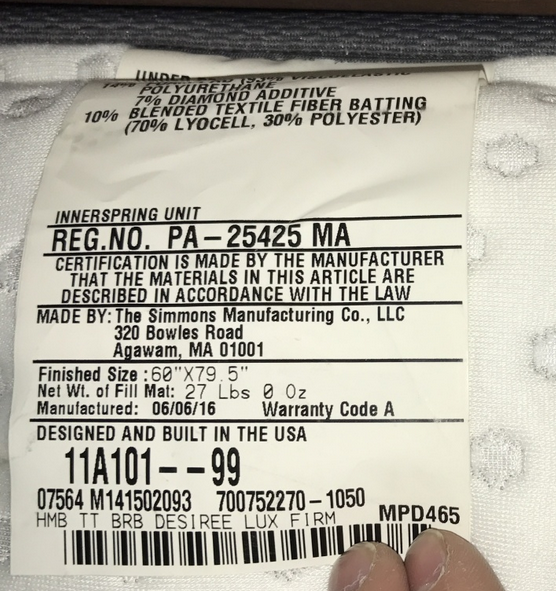 UNDER
14% POLYURETHANE
7% DIAMOND ADDITIVE
10% BLENDED TEXTILE FIBER BATTING
(70% LYOCELL, 30% POLYESTER)
INNERSPRING UNIT
REG.NO. PA-25425 MA
CERTIFICATION IS MADE BY THE MANUFACTURER
THAT THE MATERIALS IN THIS ARTICLE ARE
DESCRIBED IN ACCORDANCE WITH THE LAW
MADE BY: The Simmons Manufacturing Co., LLC
320 Bowles Road
Agawam, MA 01001
Finished Size :60"X79.5"
Net Wt. of Fill Mat: 27 Lbs 0 Oz
Manufactured: 06/06/16 Warranty Code A
DESIGNED AND BUILT IN THE USA
11A101--99
07564 M141502093 700752270-1050
HMB TT BRB DESIREE LUX FIRM MPD465